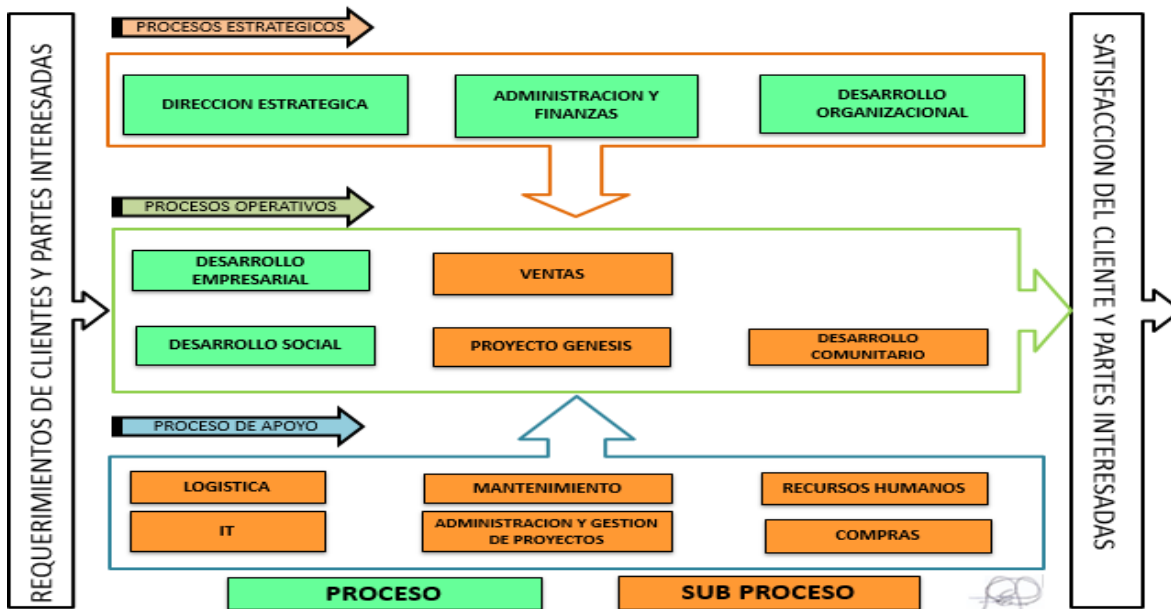 REQUERIMIENTOS DE CLIENTES Y PARTES INTERESADAS
PROCESOS ESTRATEGICOS
DIRECCION ESTRATEGICA
ADMINISTRACION Y
FINANZAS
DESARROLLO
ORGANIZACIONAL
PROCESOS OPERATIVOS
DESARROLLO
EMPRESARIAL
VENTAS
DESARROLLO SOCIAL
PROYECTO GENESIS
DESARROLLO
COMUNITARIO
PROCESO DE APOYO
LOGISTICA
MANTENIMIENTO
RECURSOS HUMANOS
IT
ADMINISTRACION Y GESTION
DE PROYECTOS
COMPRAS
PROCESO
SUB PROCESO
SATISFACCION DEL CLIENTE Y PARTES INTERESADAS